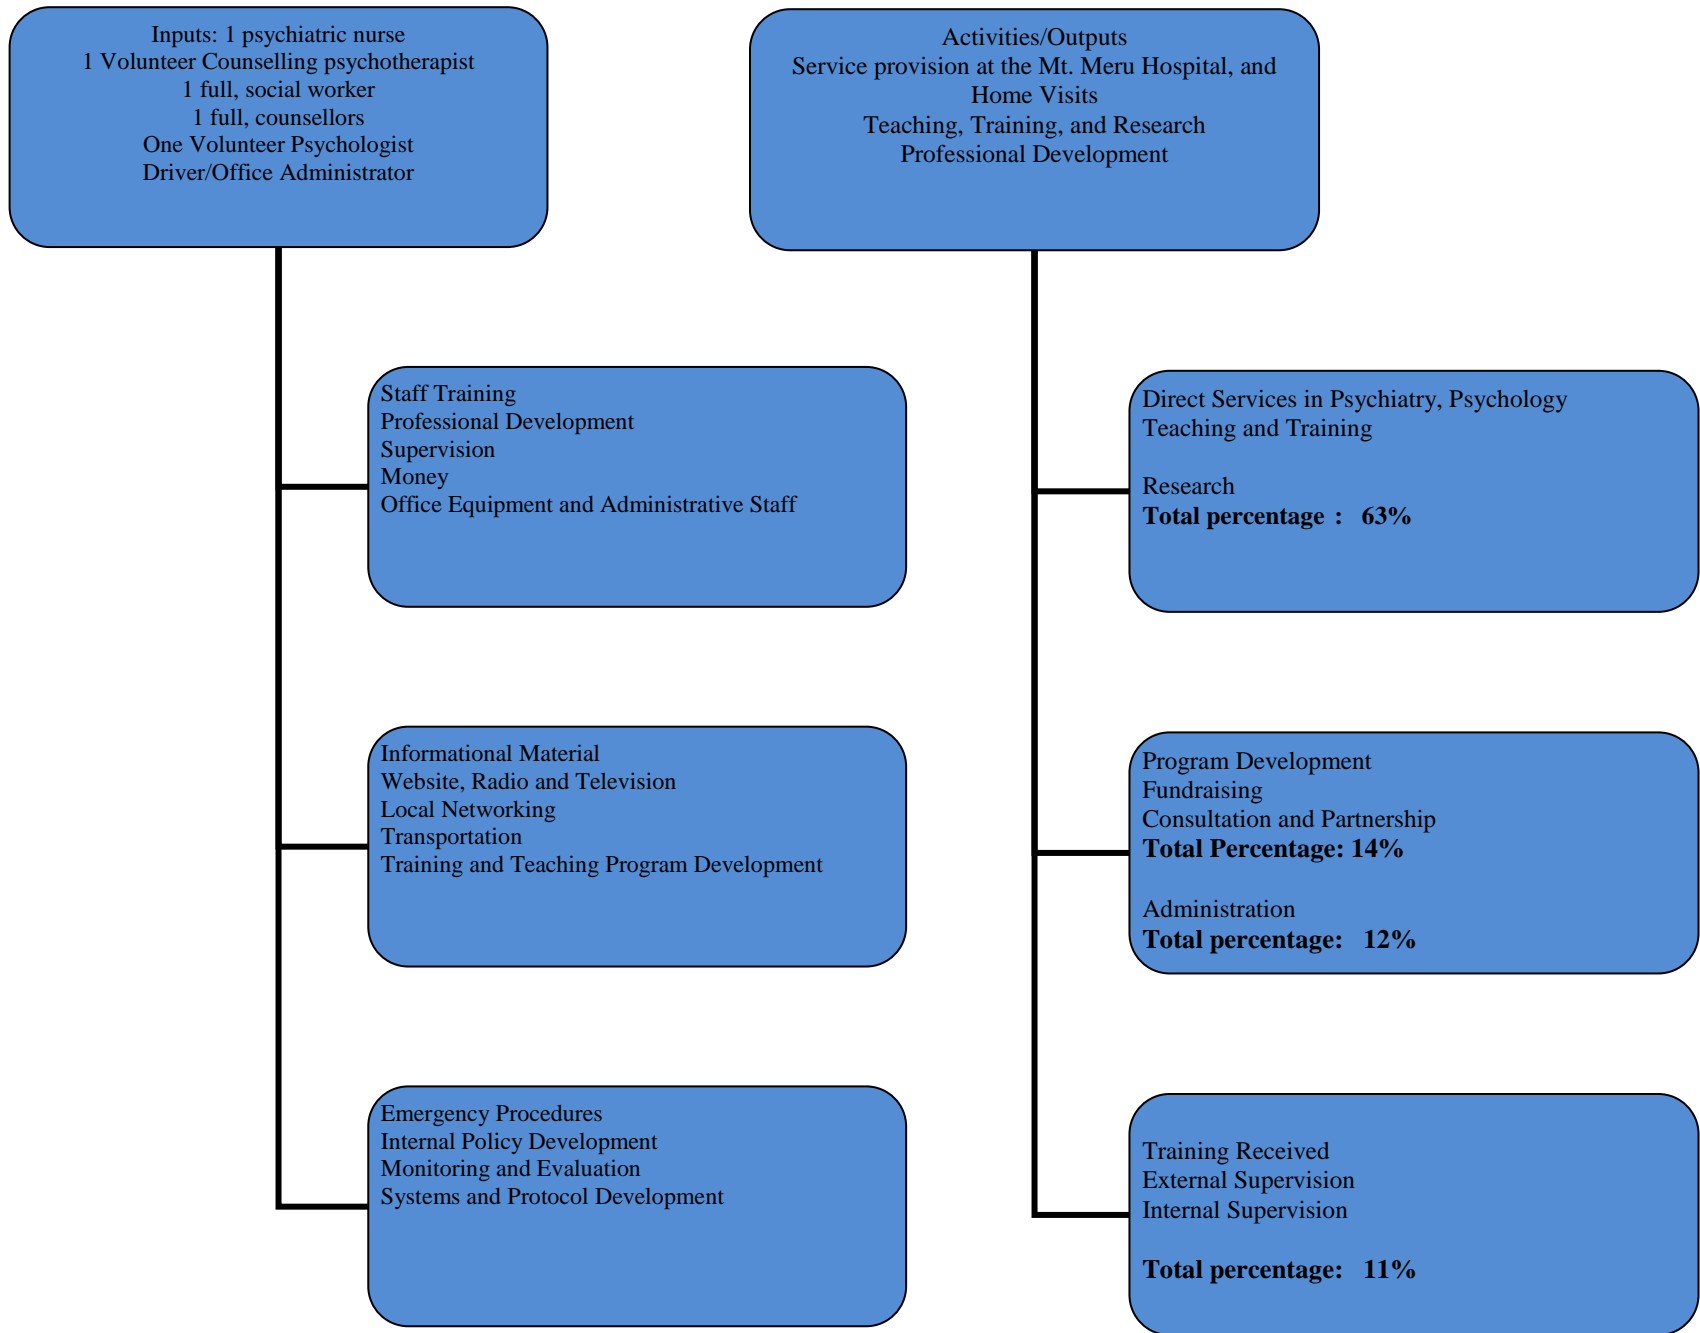 Inputs: 1 psychiatric nurse
1 Volunteer Counselling psychotherapist
1 full, social worker
1 full, counsellors
One Volunteer Psychologist
Driver/Office Administrator
Staff Training
Professional Development
Supervision
Money
Office Equipment and Administrative Staff
Informational Material
Website, Radio and Television
Local Networking
Transportation
Training and Teaching Program Development
Emergency Procedures
Internal Policy Development
Monitoring and Evaluation
Systems and Protocol Development
Activities/Outputs
Service provision at the Mt. Meru Hospital, and
Home Visits
Teaching, Training, and Research
Professional Development
Direct Services in Psychiatry, Psychology
Teaching and Training
Research
Total percentage : 63%
Program Development
Fundraising
Consultation and Partnership
Total Percentage: 14%
Administration
Total percentage: 12%
Training Received
External Supervision
Internal Supervision
Total percentage: 11%